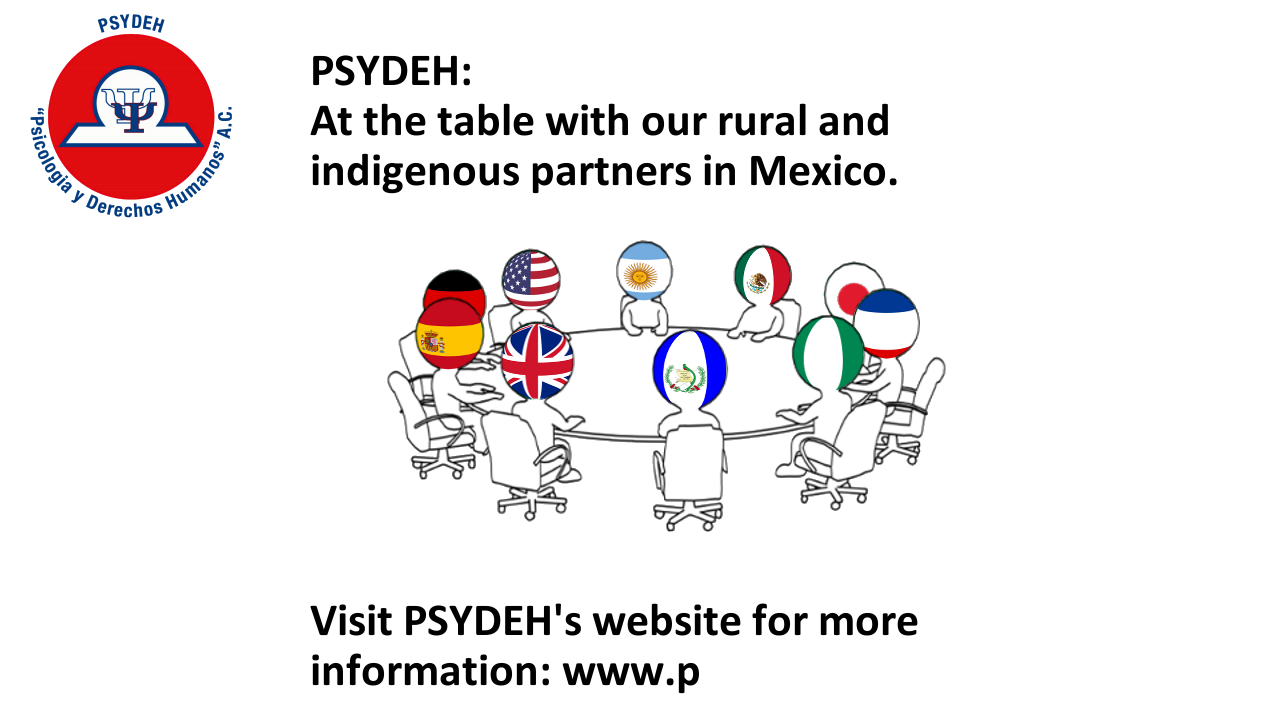 PSYDEH
"Psicología y Derechos Humanos" A.C.
PSYDEH:
At the table with our rural and
indigenous partners in Mexico.
Visit PSYDEH's website for more
information: www.p